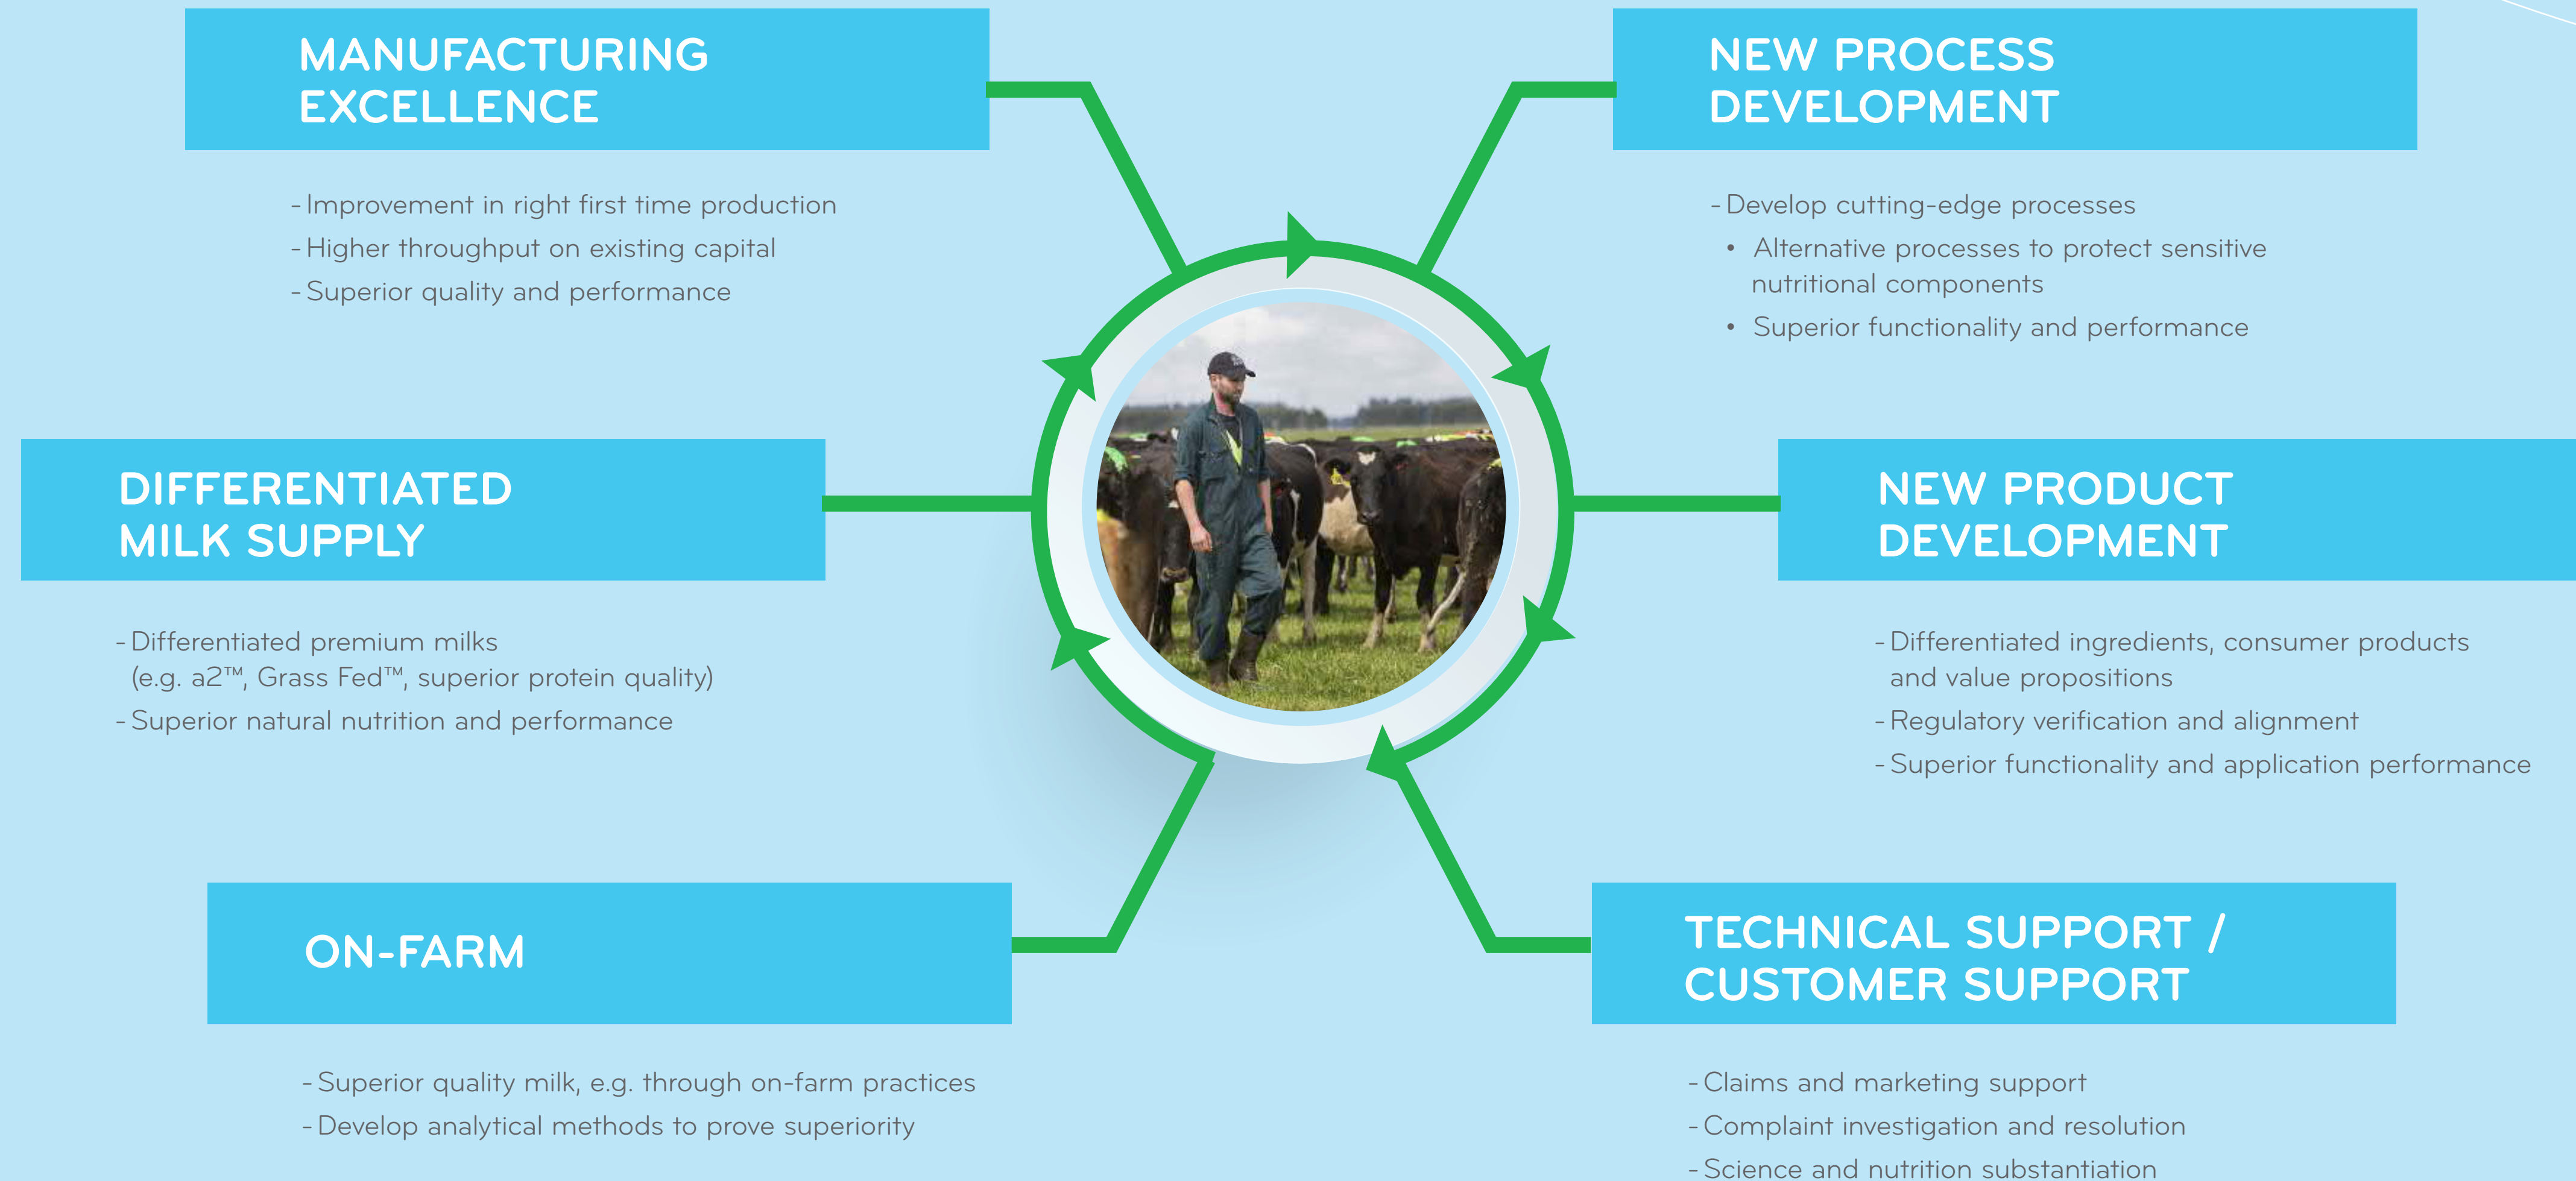 MANUFACTURING
EXCELLENCE
- Improvement in right first time production
- Higher throughput on existing capital
- Superior quality and performance
NEW PROCESS
DEVELOPMENT
- Develop cutting-edge processes
• Alternative processes to protect sensitive
nutritional components
• Superior functionality and performance
DIFFERENTIATED
MILK SUPPLY
- Differentiated premium milks
(e.g. a2™, Grass Fed™, superior protein quality)
- Superior natural nutrition and performance
NEW PRODUCT
DEVELOPMENT
- Differentiated ingredients, consumer products
and value propositions
- Regulatory verification and alignment
- Superior functionality and application performance
ON-FARM
- Superior quality milk, e.g. through on-farm practices
- Develop analytical methods to prove superiority
TECHNICAL SUPPORT /
CUSTOMER SUPPORT
- Claims and marketing support
- Complaint investigation and resolution
- Science and nutrition substantiation